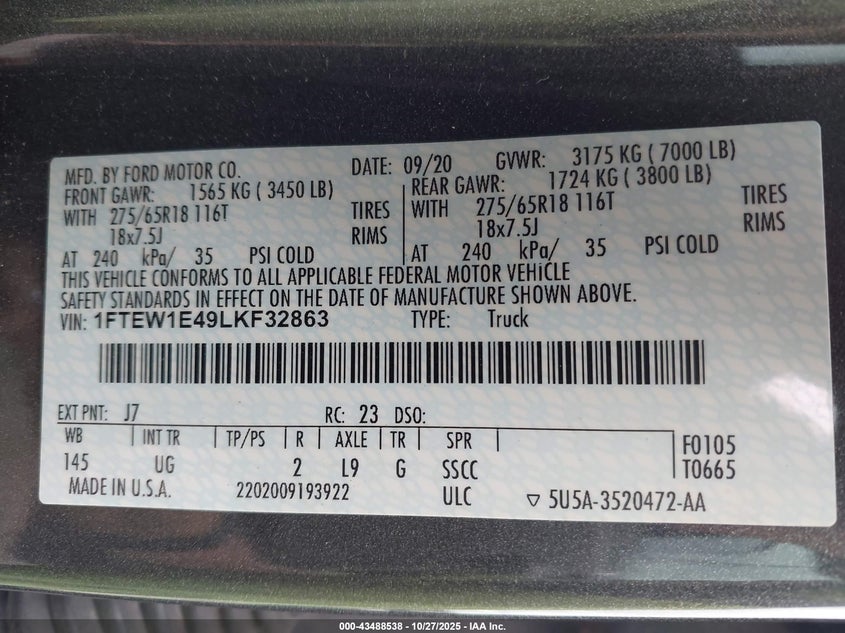 MFD. BY FORD MOTOR CO. DATE: 09/20 GVWR: 3175 KG ( 7000 LB)
FRONT GAWR: 1565 KG ( 3450 LB) REAR GAWR: 1724 KG ( 3800 LB)
WITH 275/65R18 116T TIRES WITH 275/65R18 116T TIRES
18x7.5J RIMS 18x7.5J RIMS
AT 240 kPa/ 35 PSI COLD AT 240 kPa/ 35 PSI COLD
THIS VEHICLE CONFORMS TO ALL APPLICABLE FEDERAL MOTOR VEHICLE
SAFETY STANDARDS IN EFFECT ON THE DATE OF MANUFACTURE SHOWN ABOVE.
VIN: 1FTEW1E49LKF32863 TYPE: Truck
EXT PNT: J7 RC: 23 DSO:
WB INT TR TP/PS R AXLE TR SPR F0105
145 UG 2 L9 G SSCC T0665
MADE IN U.S.A. 2202009193922 ULC ▽ 5U5A-3520472-AA
000-43488538 - 10/27/2025 - IAA Inc.